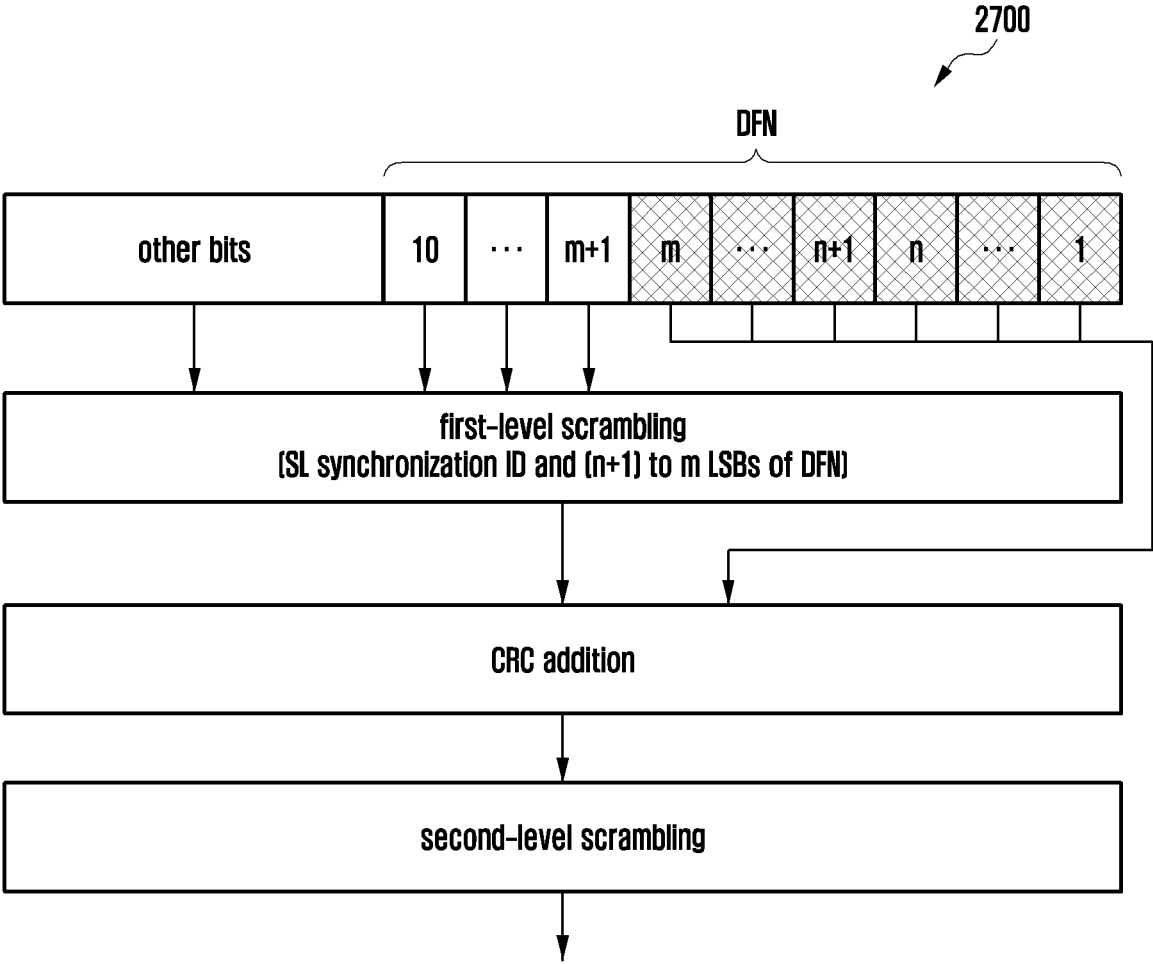 2700
DFN
other bits 10 ··· m+1 m ··· n+1 n ··· 1
first-level scrambling
(SL synchronization ID and (n+1) to m LSBs of DFN)
CRC addition
second-level scrambling